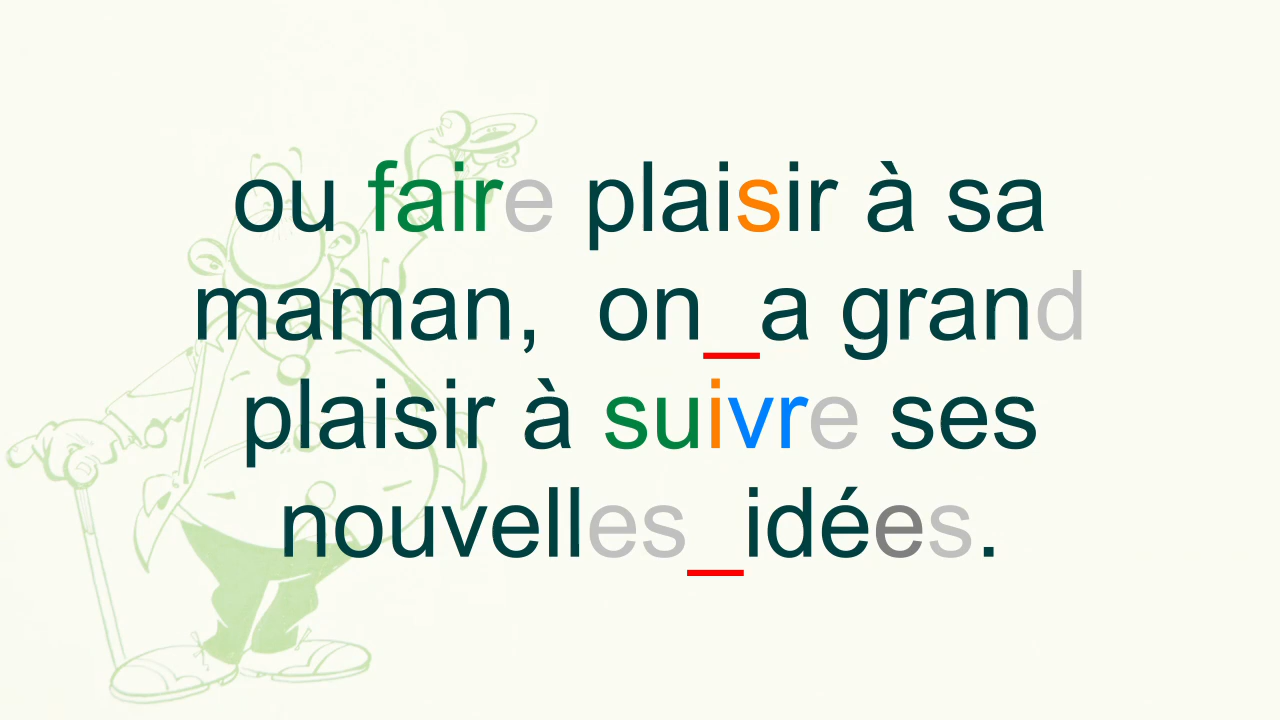 ou faire plaisir à sa
maman, on_a grand
plaisir à suivre ses
nouvelles_idées.